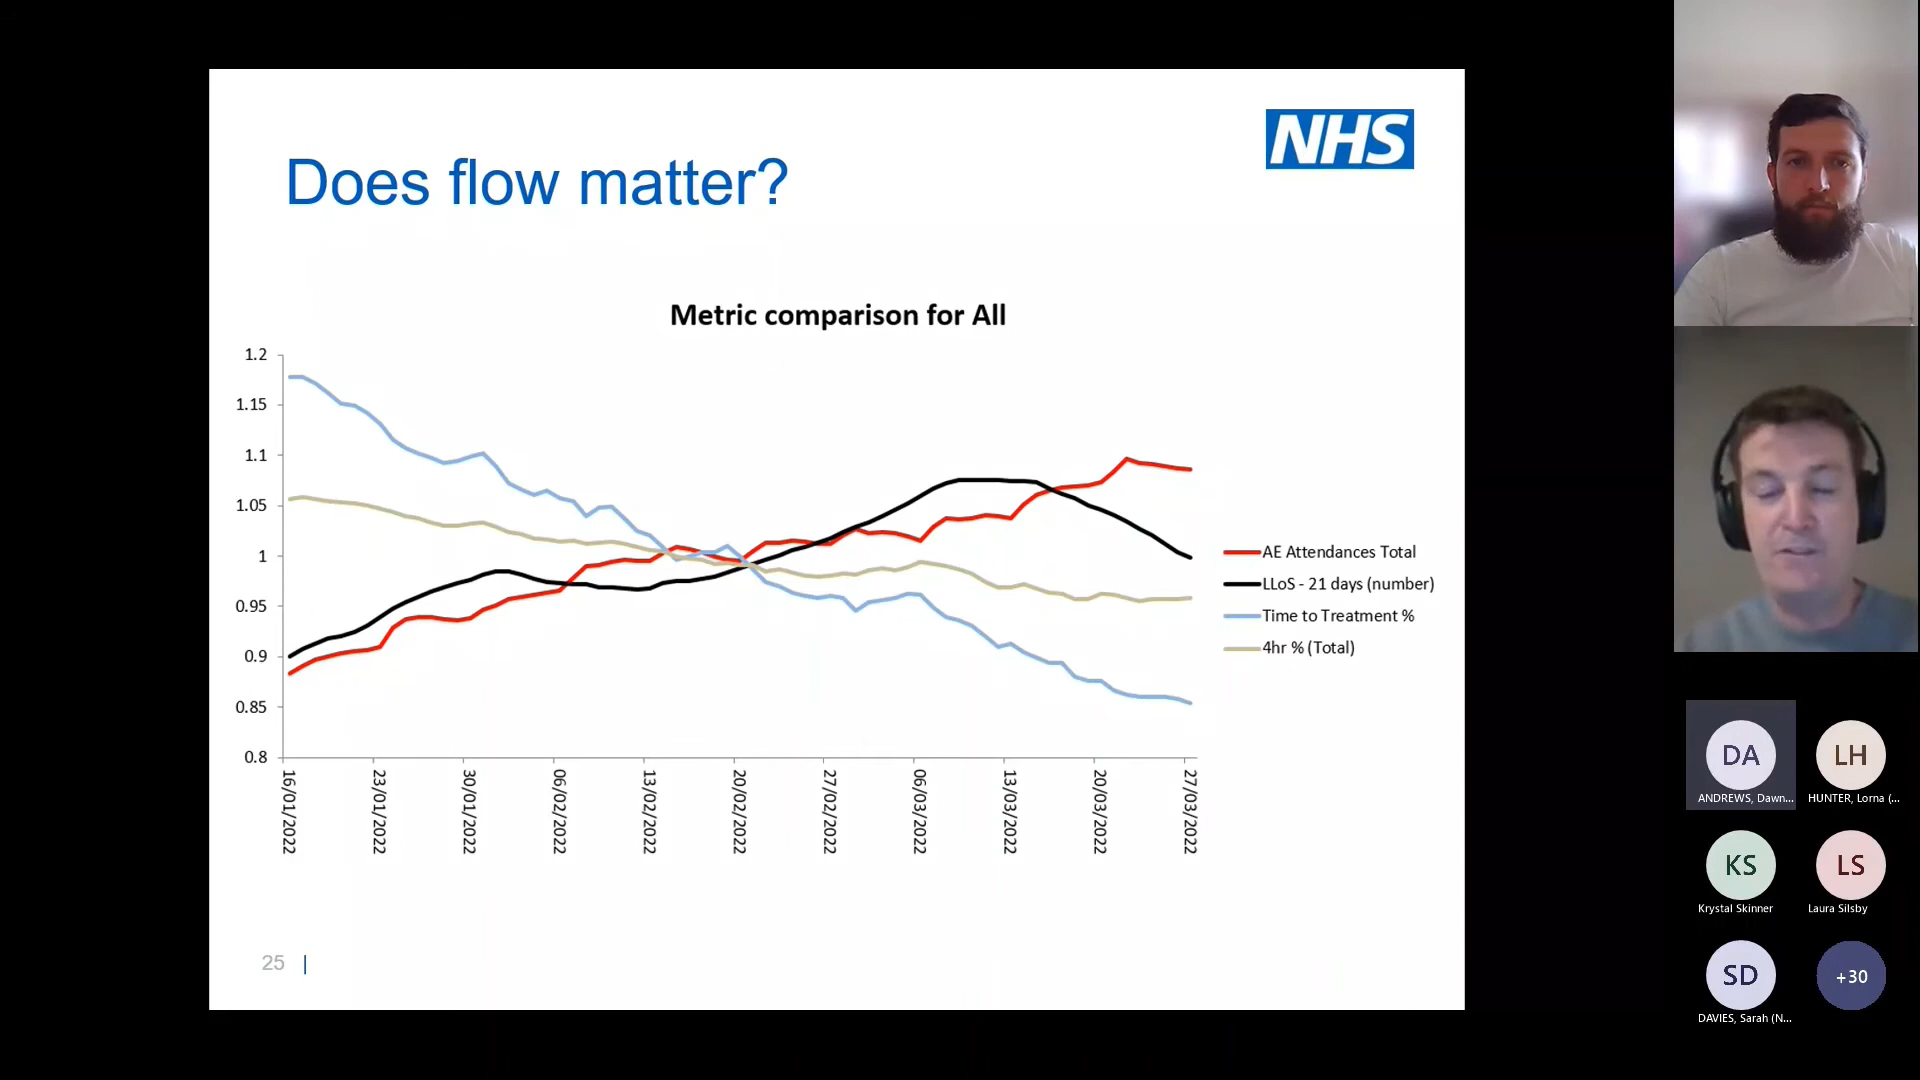 NHS
Does flow matter?
Metric comparison for All
1.2
1.15
1.1
1.05
1
0.95
0.9
0.85
0.8
16/01/2022
23/01/2022
30/01/2022
06/02/2022
13/02/2022
20/02/2022
27/02/2022
06/03/2022
13/03/2022
20/03/2022
27/03/2022
AE Attendances Total
LLoS - 21 days (number)
Time to Treatment %
4hr % (Total)
25 |
DA
ANDREWS, Dawn...
LH
HUNTER, Lorna (...
KS
Krystal Skinner
LS
Laura Silsby
SD
DAVIES, Sarah (N...
+30